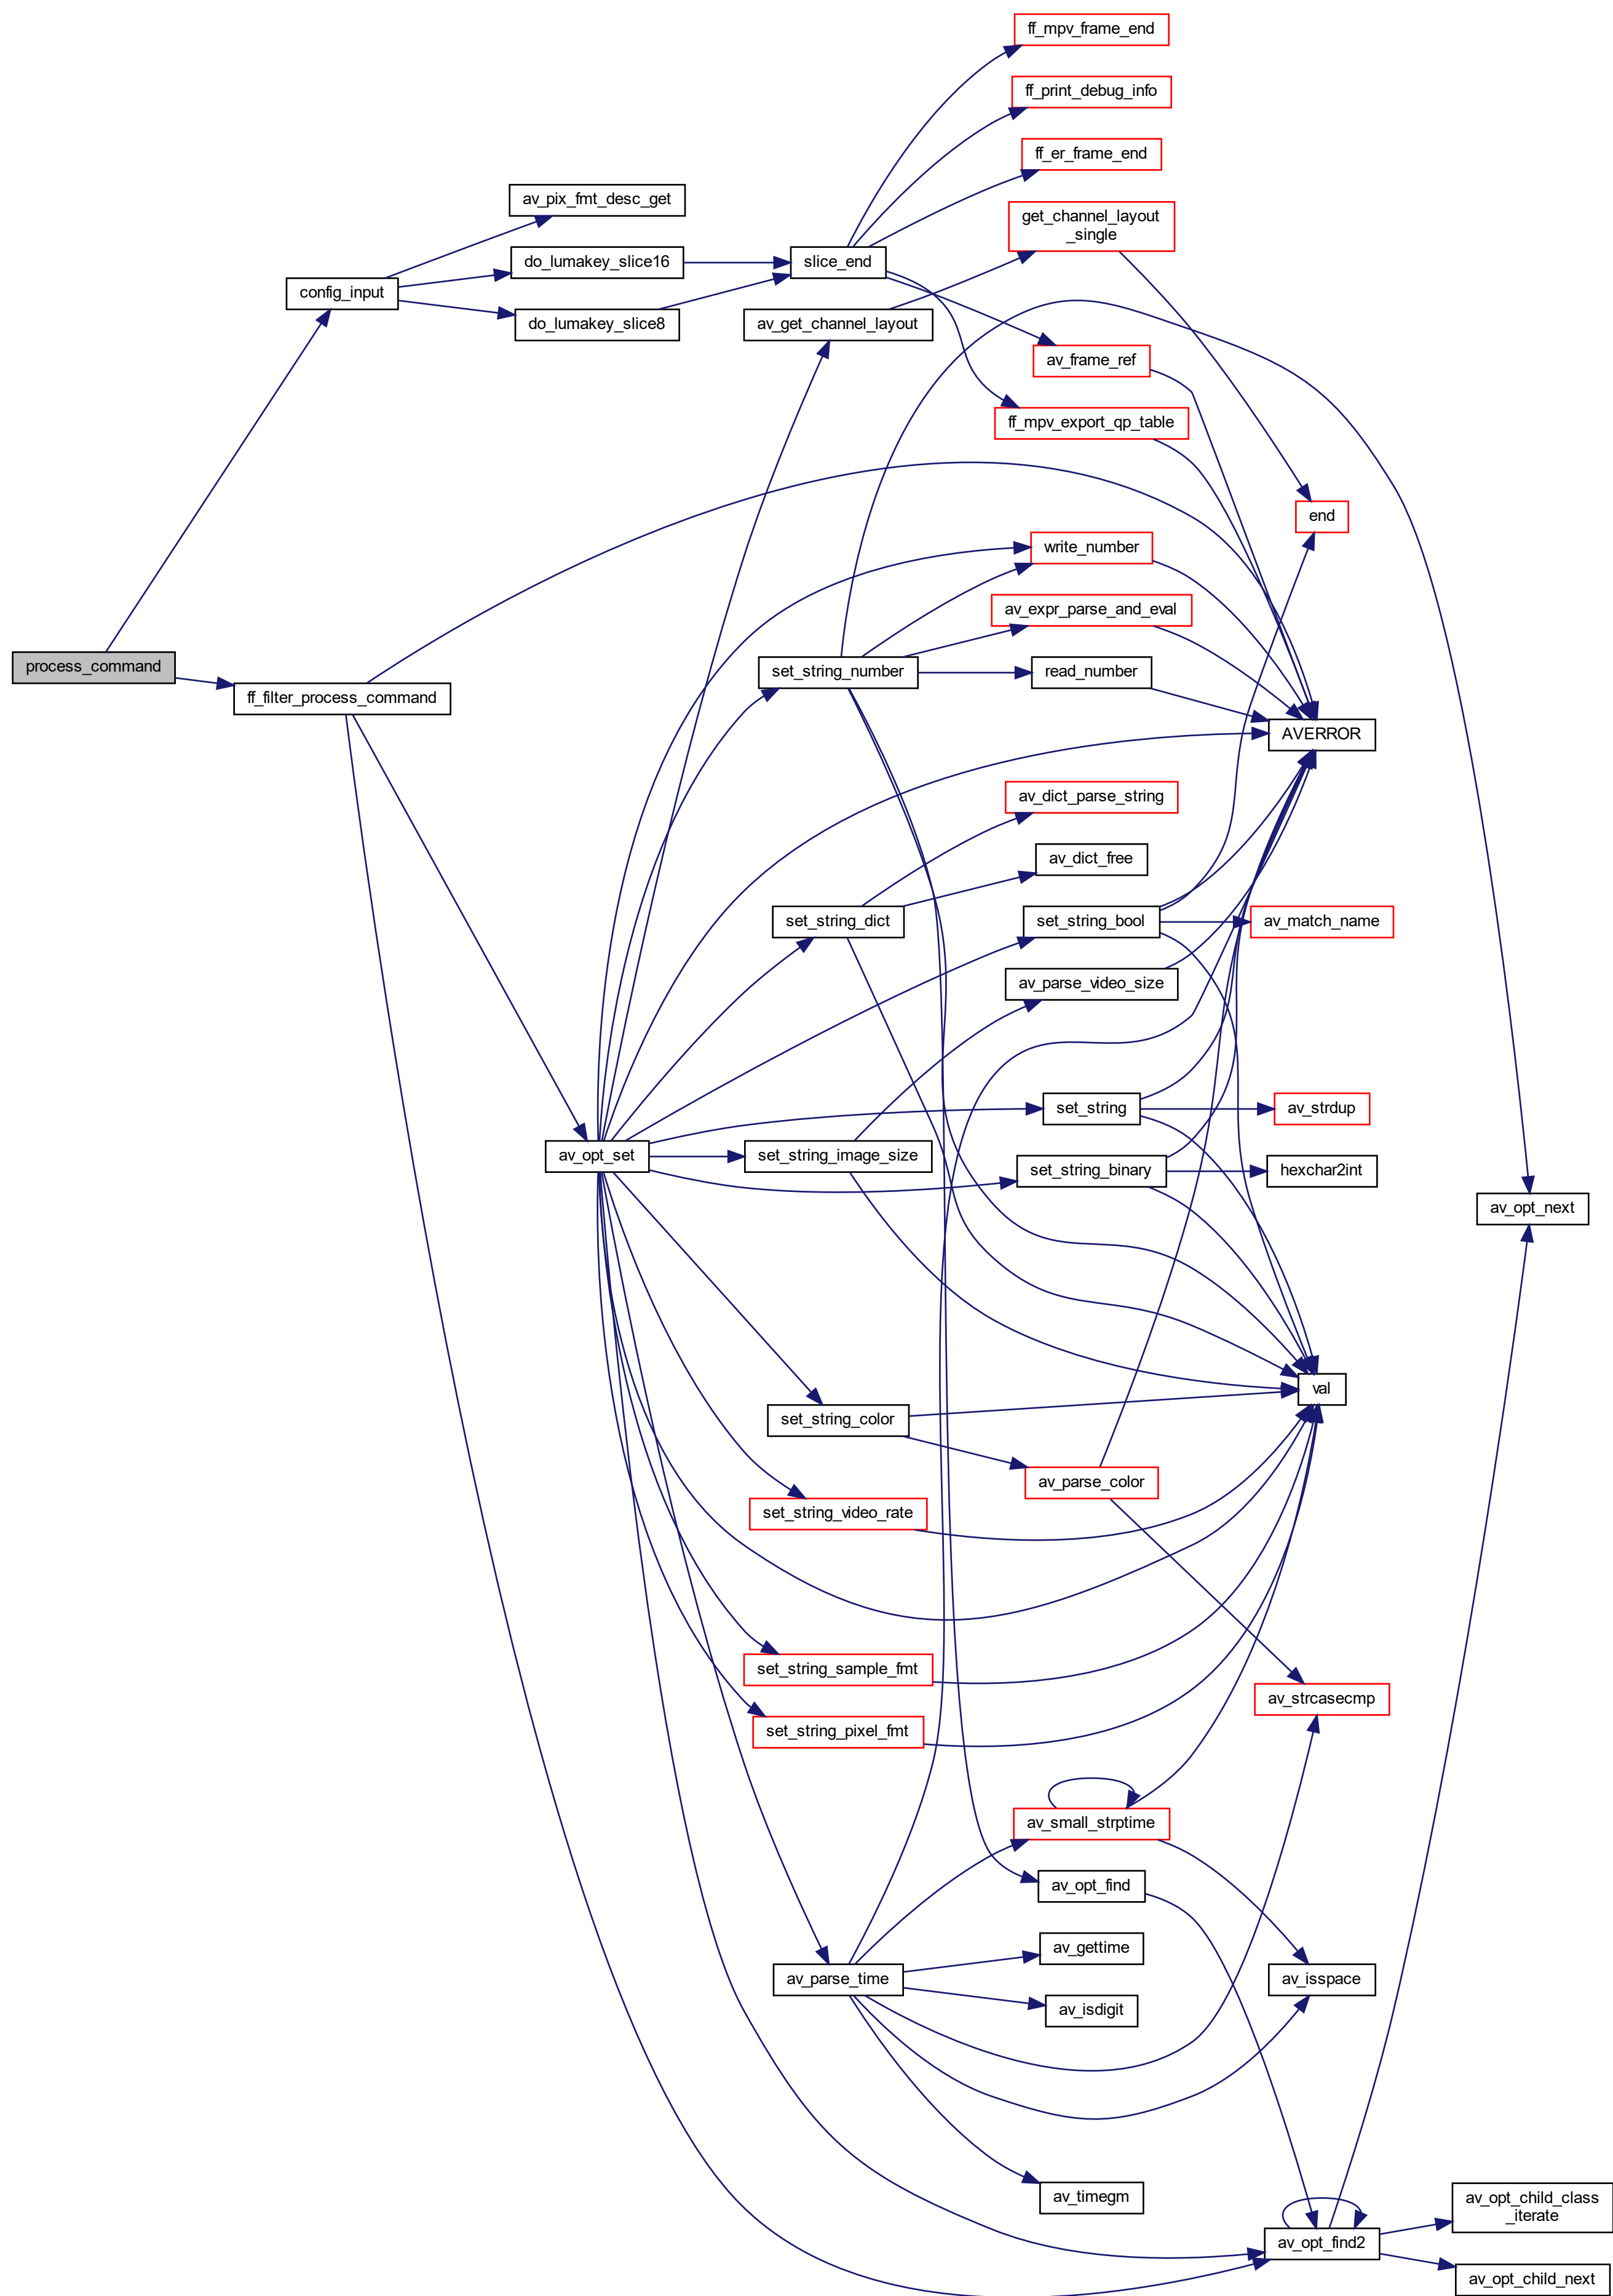 ff_mpv_frame_end
ff_print_debug_info
ff_er_frame_end
av_pix_fmt_desc_get
get_channel_layout
_single
do_lumakey_slice16
slice_end
config_input
do_lumakey_slice8
av_get_channel_layout
av_frame_ref
ff_mpv_export_qp_table
end
write_number
av_expr_parse_and_eval
process_command
set_string_number
read_number
ff_filter_process_command
AVERROR
av_dict_parse_string
av_dict_free
set_string_dict
set_string_bool
av_match_name
av_parse_video_size
set_string
av_strdup
av_opt_set
set_string_image_size
set_string_binary
hexchar2int
av_opt_next
val
set_string_color
av_parse_color
set_string_video_rate
set_string_sample_fmt
av_strcasecmp
set_string_pixel_fmt
av_small_strptime
av_opt_find
av_gettime
av_parse_time
av_isspace
av_isdigit
av_timegm
av_opt_child_class
_iterate
av_opt_find2
av_opt_child_next